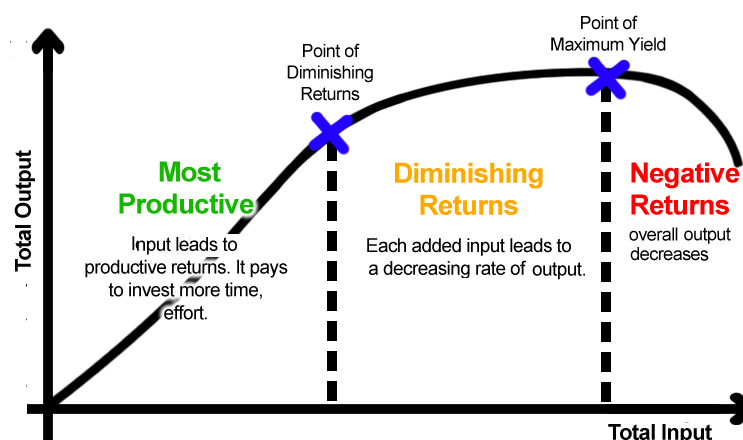 Point of
Diminishing
Returns
Point of
Maximum Yield
Total Output
Most
Productive
Input leads to
productive returns. It pays
to invest more time,
effort.
Diminishing
Returns
Each added input leads to
a decreasing rate of output.
Negative
Returns
overall output
decreases
Total Input